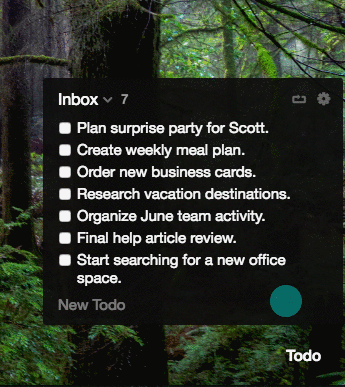 Inbox 7
Plan surprise party for Scott.
Create weekly meal plan.
Order new business cards.
Research vacation destinations.
Organize June team activity.
Final help article review.
Start searching for a new office
space.
New Todo
Todo